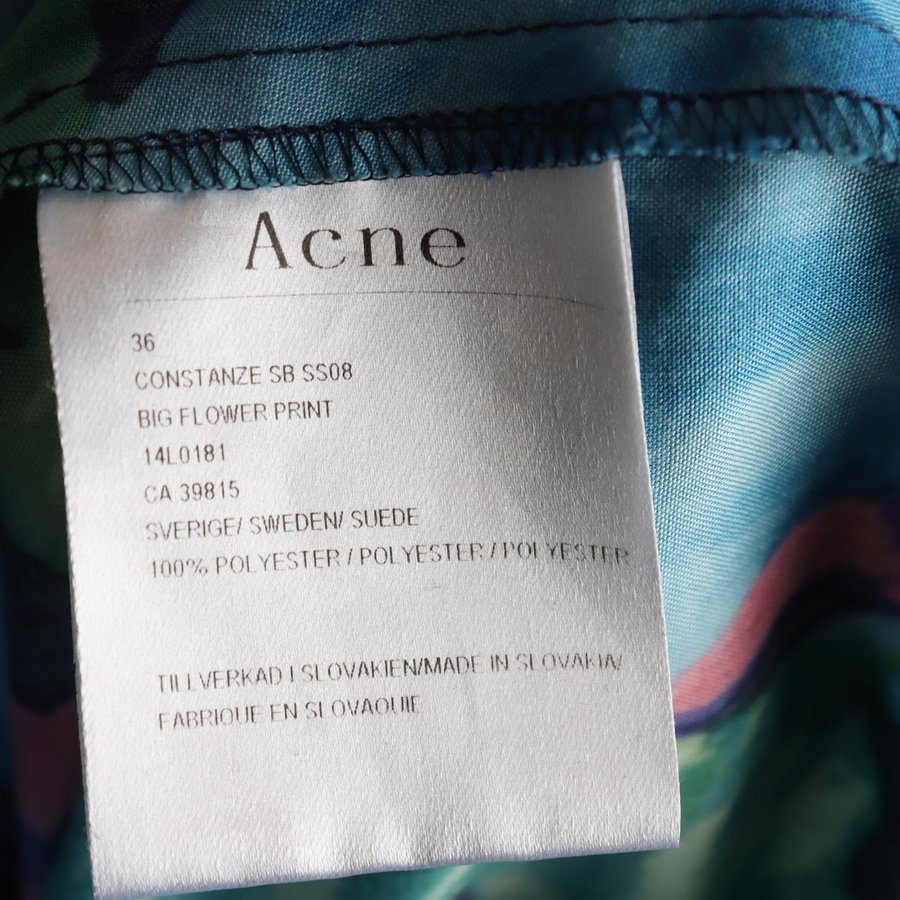 Acne
36
CONSTANZE SB SS08
BIG FLOWER PRINT
14L0181
CA 39815
SVERIGE/ SWEDEN/ SUEDE
100% POLYESTER / POLYESTER / POLYESTER
TILLVERKAD I SLOVAKIEN/MADE IN SLOVAKIA/
FABRIQUE EN SLOVAQUIE